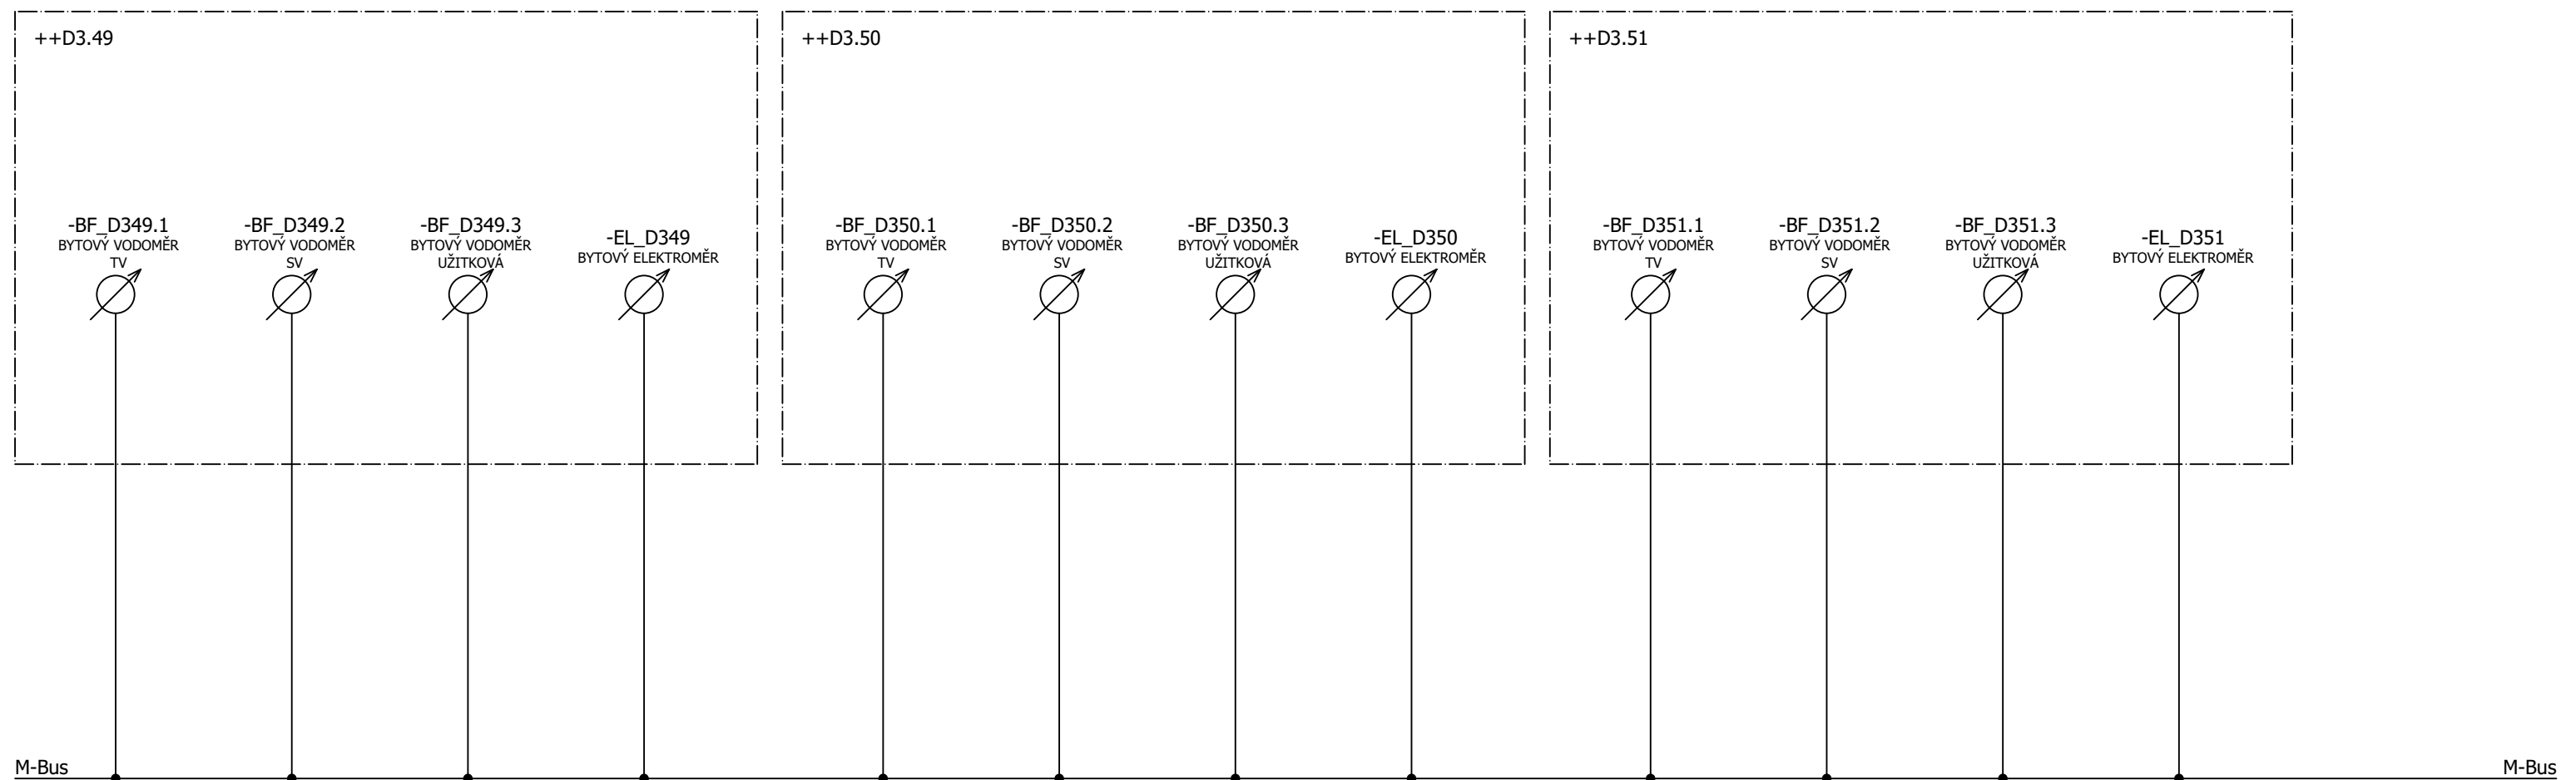 ++D3.49
++D3.50
++D3.51
-BF_D349.1
BYTOVÝ VODOMĚR
TV
-BF_D349.2
BYTOVÝ VODOMĚR
SV
-BF_D349.3
BYTOVÝ VODOMĚR
UŽITKOVÁ
-EL_D349
BYTOVÝ ELEKTROMĚR
-BF_D350.1
BYTOVÝ VODOMĚR
TV
-BF_D350.2
BYTOVÝ VODOMĚR
SV
-BF_D350.3
BYTOVÝ VODOMĚR
UŽITKOVÁ
-EL_D350
BYTOVÝ ELEKTROMĚR
-BF_D351.1
BYTOVÝ VODOMĚR
TV
-BF_D351.2
BYTOVÝ VODOMĚR
SV
-BF_D351.3
BYTOVÝ VODOMĚR
UŽITKOVÁ
-EL_D351
BYTOVÝ ELEKTROMĚR
M-Bus
M-Bus